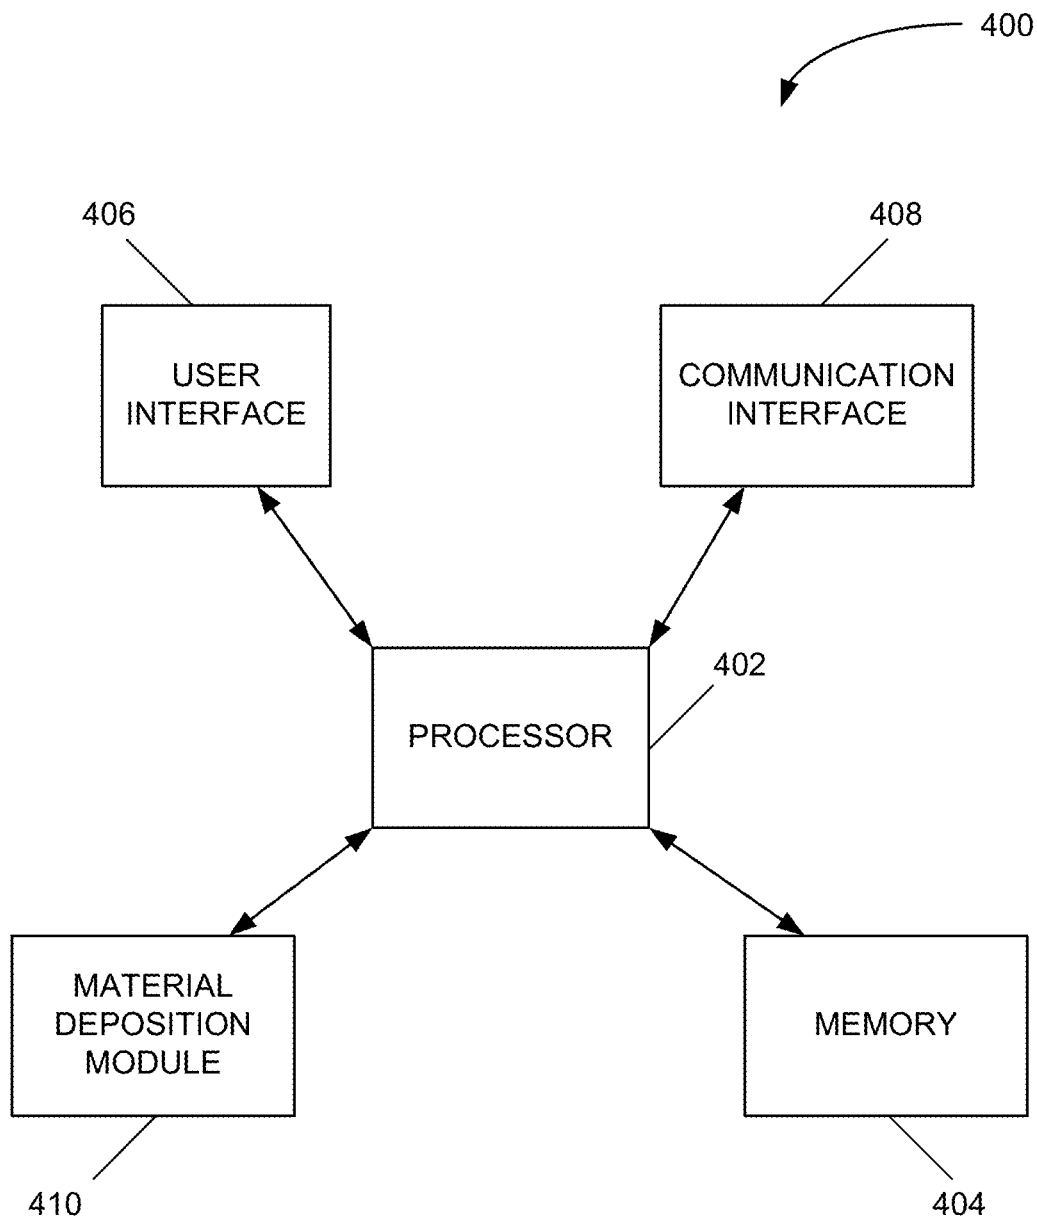 400
406
408
USER
INTERFACE
COMMUNICATION
INTERFACE
402
PROCESSOR
MATERIAL
DEPOSITION
MODULE
MEMORY
410
404